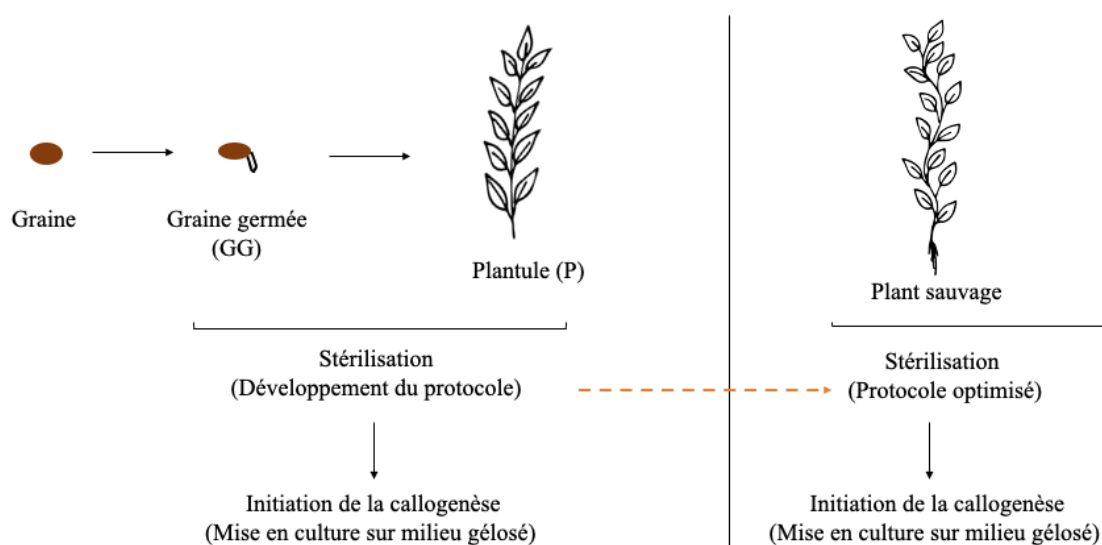 Graine
Graine germée
(GG)
Plantule (P)
Stérilisation
(Développement du protocole)
Initiation de la callogenèse
(Mise en culture sur milieu gélosé)
Plant sauvage
Stérilisation
(Protocole optimisé)
Initiation de la callogenèse
(Mise en culture sur milieu gélosé)